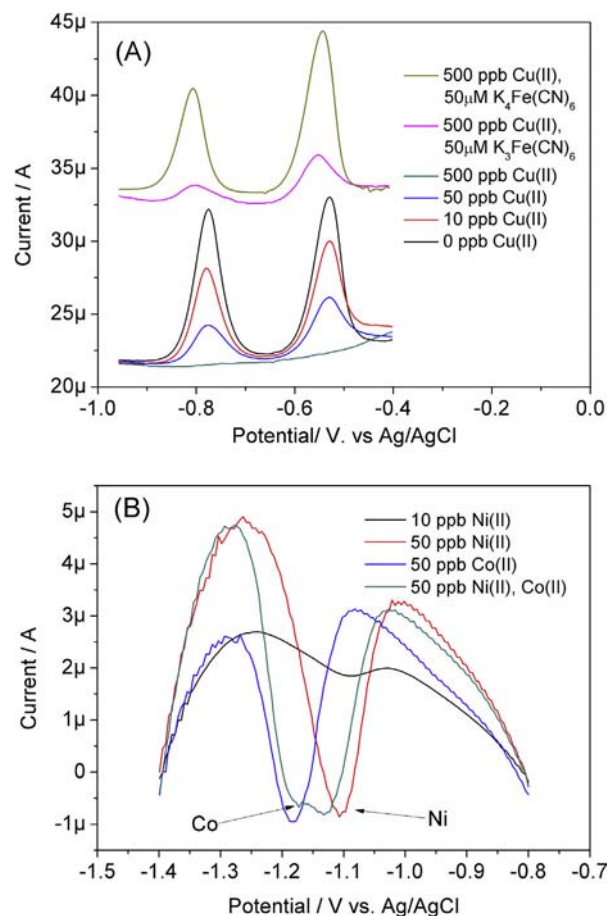 (A)
45µ
40µ
35µ
30µ
25µ
20µ
Current / A
500 ppb Cu(II),
50µM K₄Fe(CN)₆
500 ppb Cu(II),
50µM K₃Fe(CN)₆
500 ppb Cu(II)
50 ppb Cu(II)
10 ppb Cu(II)
0 ppb Cu(II)
-1.0 -0.8 -0.6 -0.4 -0.2 0.0
Potential/ V. vs Ag/AgCl
(B)
5µ
4µ
3µ
2µ
1µ
0
-1µ
Current / A
10 ppb Ni(II)
50 ppb Ni(II)
50 ppb Co(II)
50 ppb Ni(II), Co(II)
Co
Ni
-1.5 -1.4 -1.3 -1.2 -1.1 -1.0 -0.9 -0.8 -0.7
Potential / V vs. Ag/AgCl